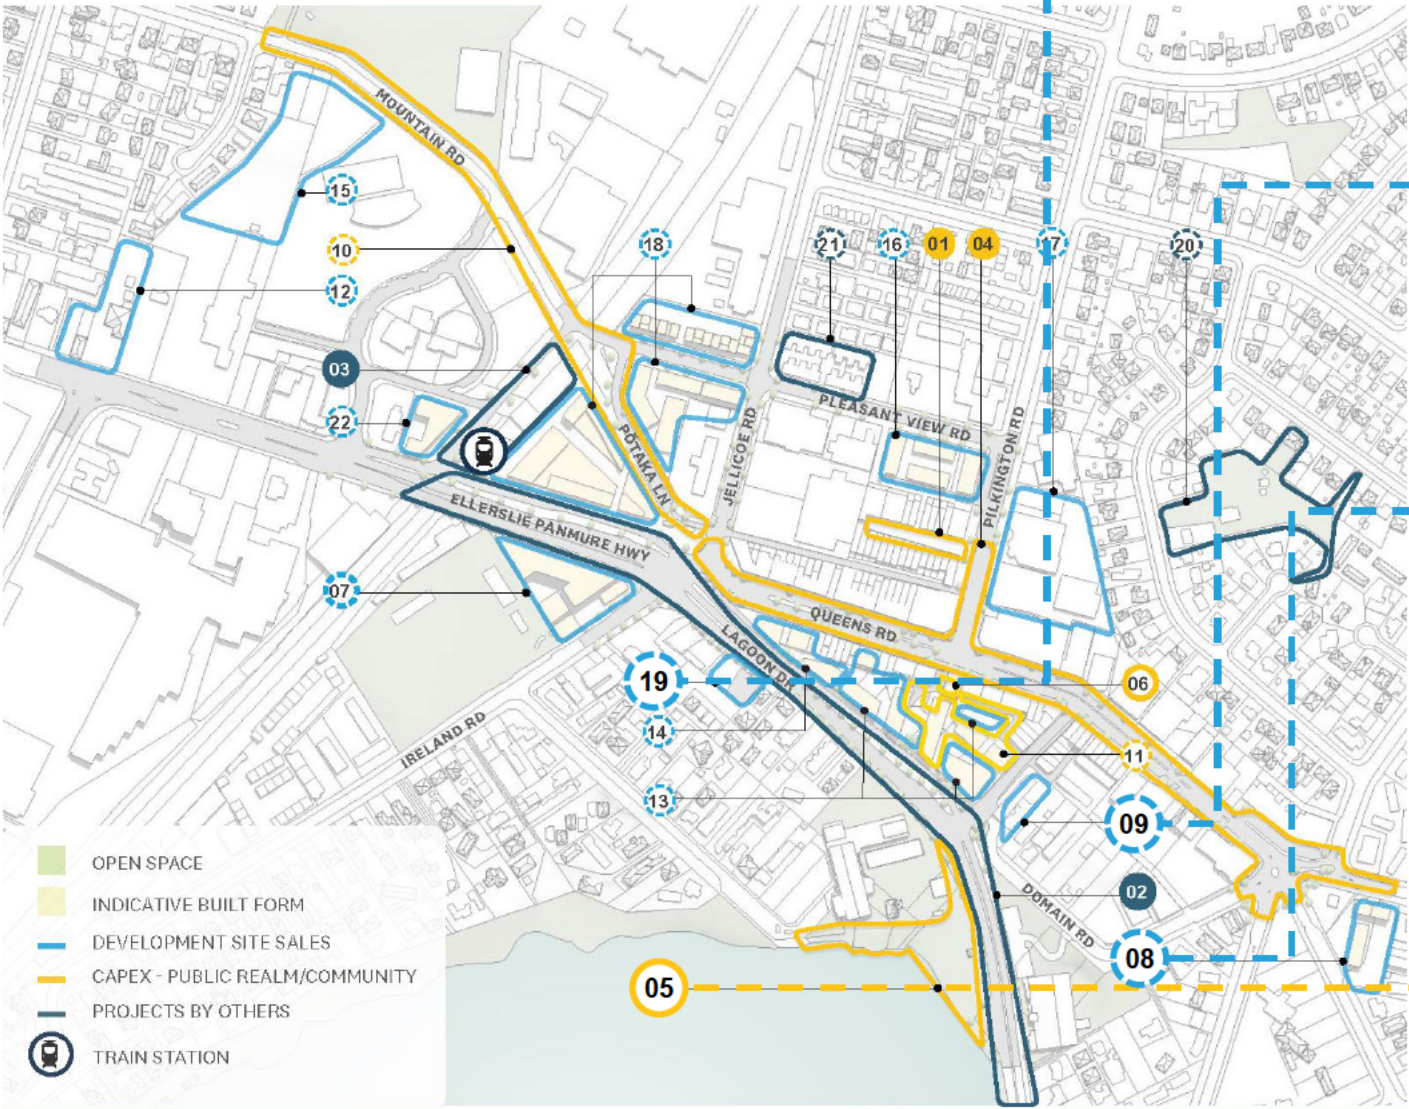 MOUNTAIN RD
15
10
12
18
21
16
01
04
17
20
03
22
PLEASANT VIEW RD
JELLICOE RD
PILKINGTON RD
PŌTAKA LN
ELLERSLIE PANMURE HWY
07
QUEENS RD
LAGOON DR
19
06
14
IRELAND RD
11
13
09
02
DOMAIN RD
08
05
OPEN SPACE
INDICATIVE BUILT FORM
DEVELOPMENT SITE SALES
CAPEX - PUBLIC REALM/COMMUNITY
PROJECTS BY OTHERS
TRAIN STATION